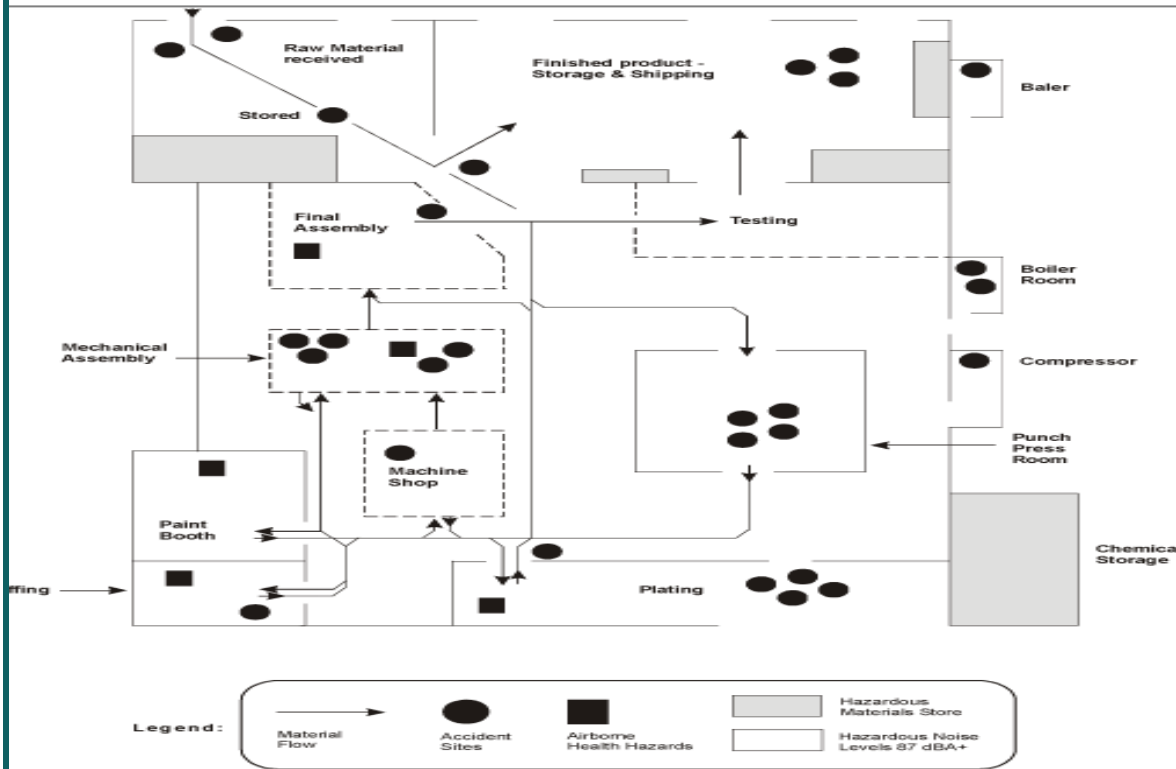 Raw Material
received
Finished product -
Storage & Shipping
Baler
Stored
Final
Assembly
Testing
Boiler
Room
Mechanical
Assembly
Compressor
Machine
Shop
Punch
Press
Room
Paint
Booth
Chemica
Storage
ffing
Plating
Legend:
Material
Flow
Accident
Sites
Airborne
Health Hazards
Hazardous
Materials Store
Hazardous Noise
Levels 87 dBA+